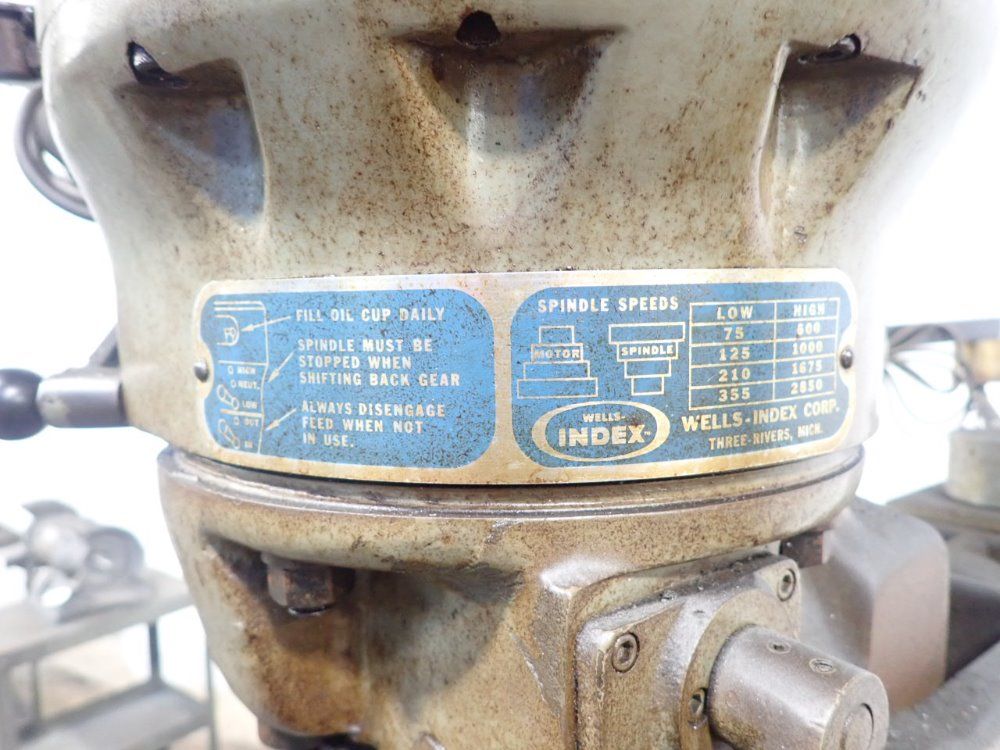 FILL OIL CUP DAILY
SPINDLE MUST BE
STOPPED WHEN
SHIFTING BACK GEAR
ALWAYS DISENGAGE
FEED WHEN NOT
IN USE.
HIGH
NEUT.
LOW
OUT
IN
SPINDLE SPEEDS
MOTOR
SPINDLE
LOW HIGH
75 600
125 1000
210 1675
355 2850
WELLS-
INDEX
WELLS-INDEX CORP.
THREE-RIVERS, MICH.